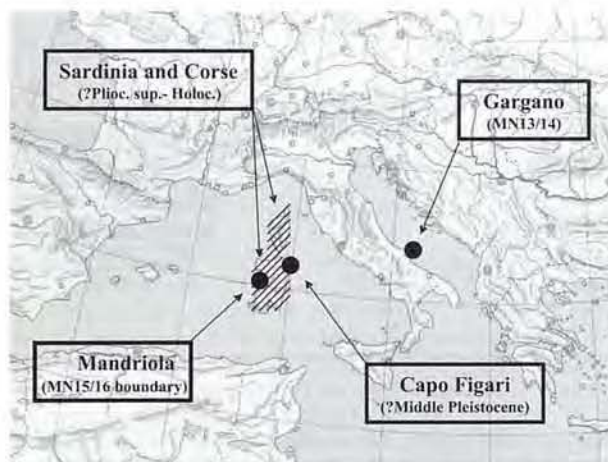 Sardinia and Corse
(?Plioc. sup.- Holoc.)
Gargano
(MN13/14)
Mandriola
(MN15/16 boundary)
Capo Figari
(?Middle Pleistocene)